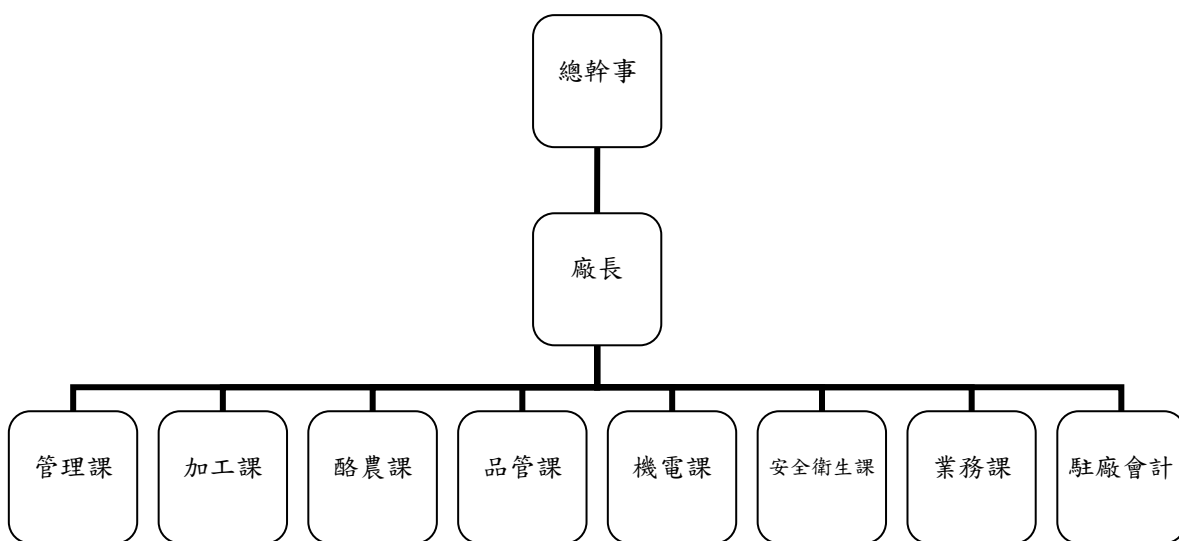 總幹事
廠長
管理課
加工課
酪農課
品管課
機電課
安全衛生課
業務課
駐廠會計